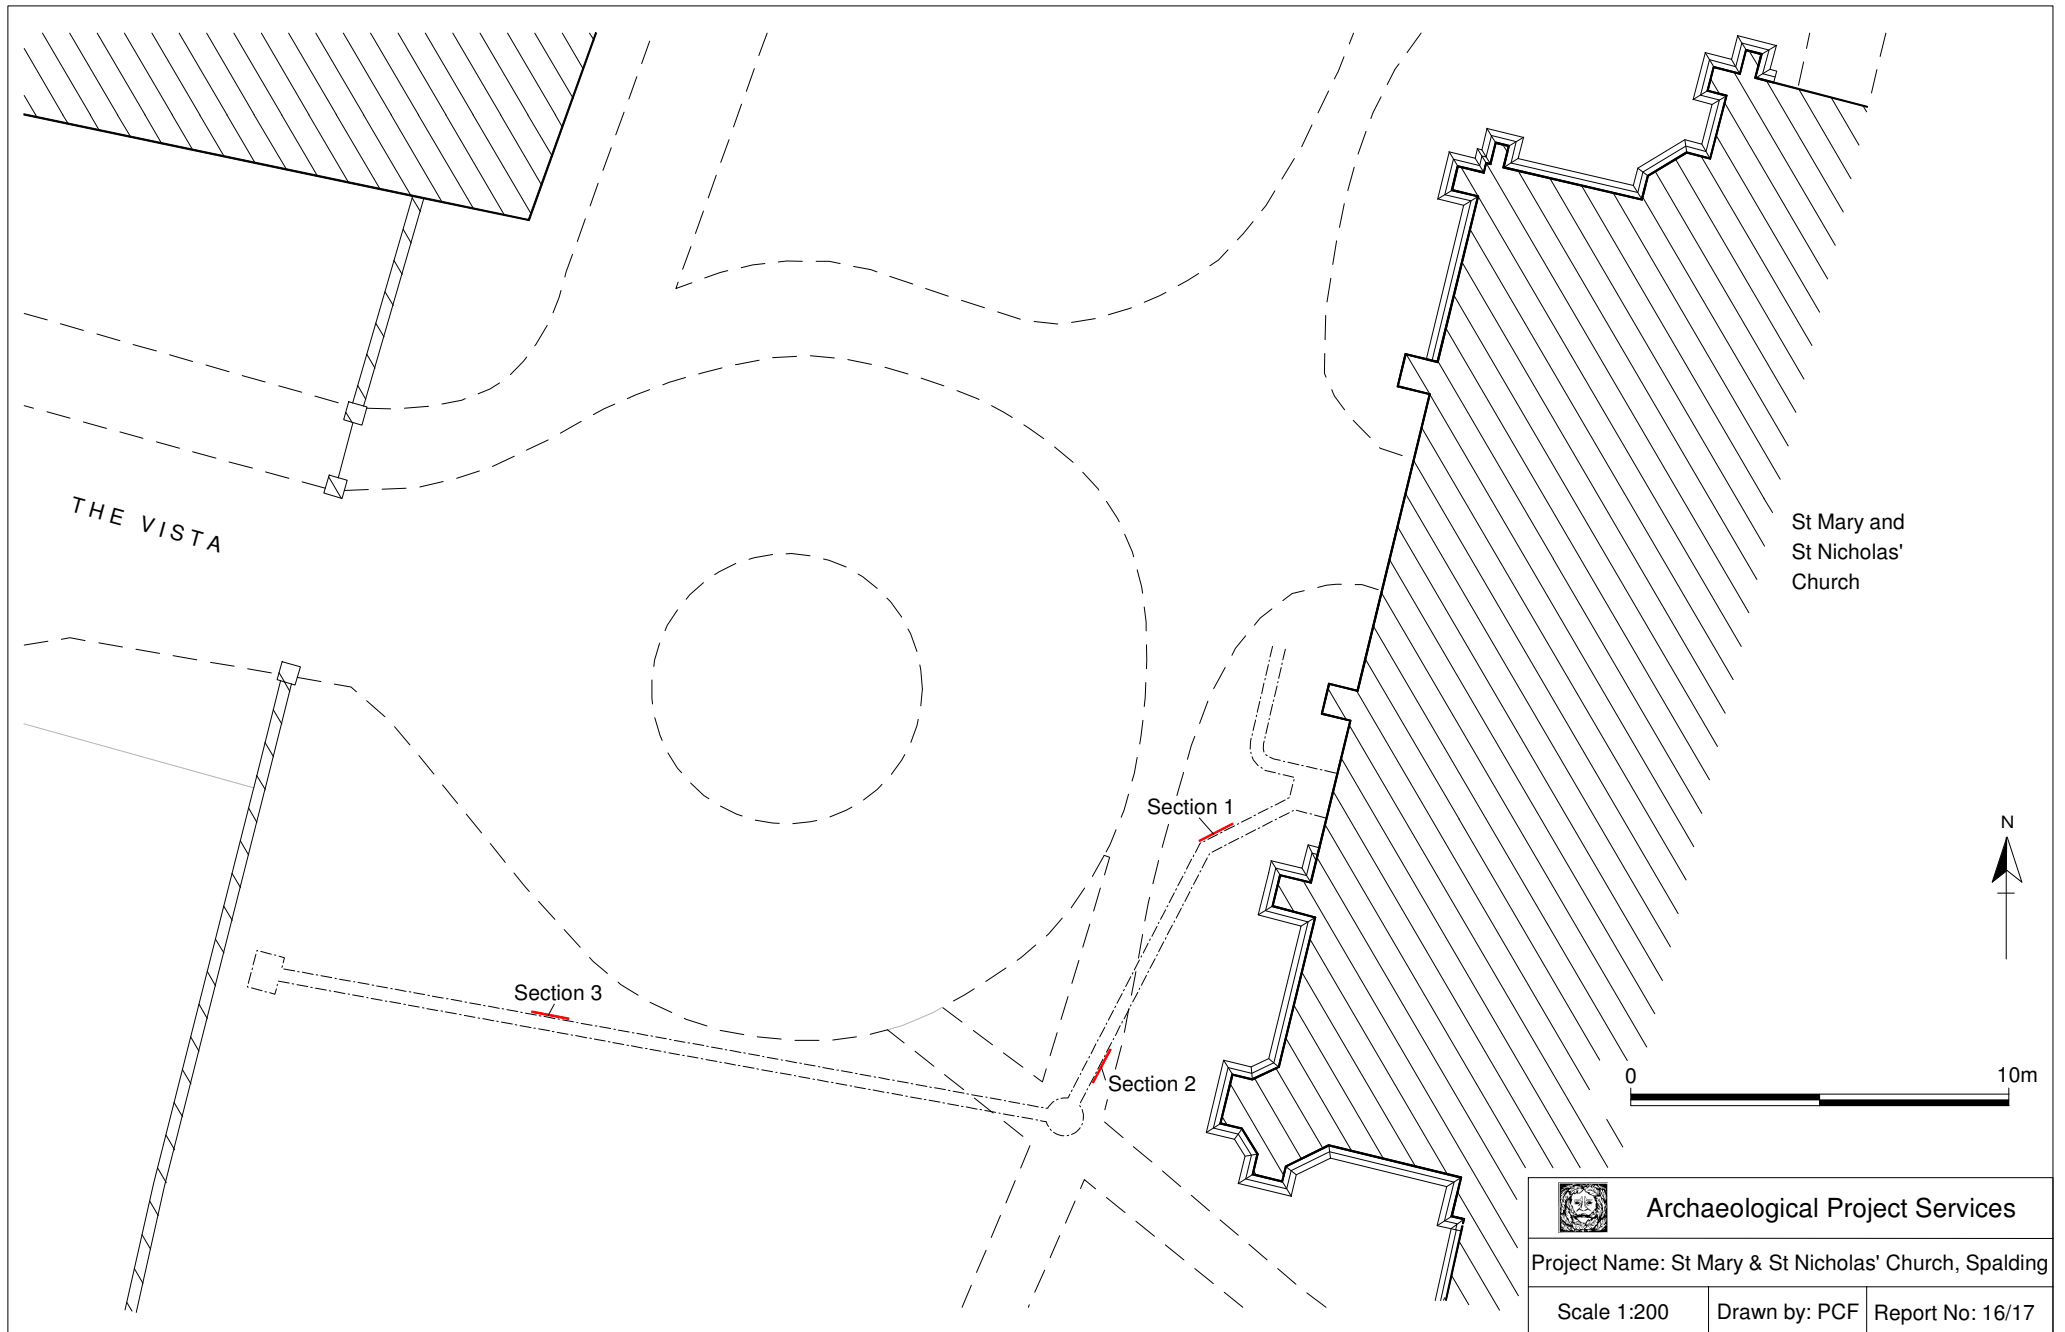 THE VISTA
St Mary and
St Nicholas'
Church
Section 1
N
Section 3
Section 2
0 10m
Archaeological Project Services
Project Name: St Mary & St Nicholas' Church, Spalding
Scale 1:200 Drawn by: PCF Report No: 16/17